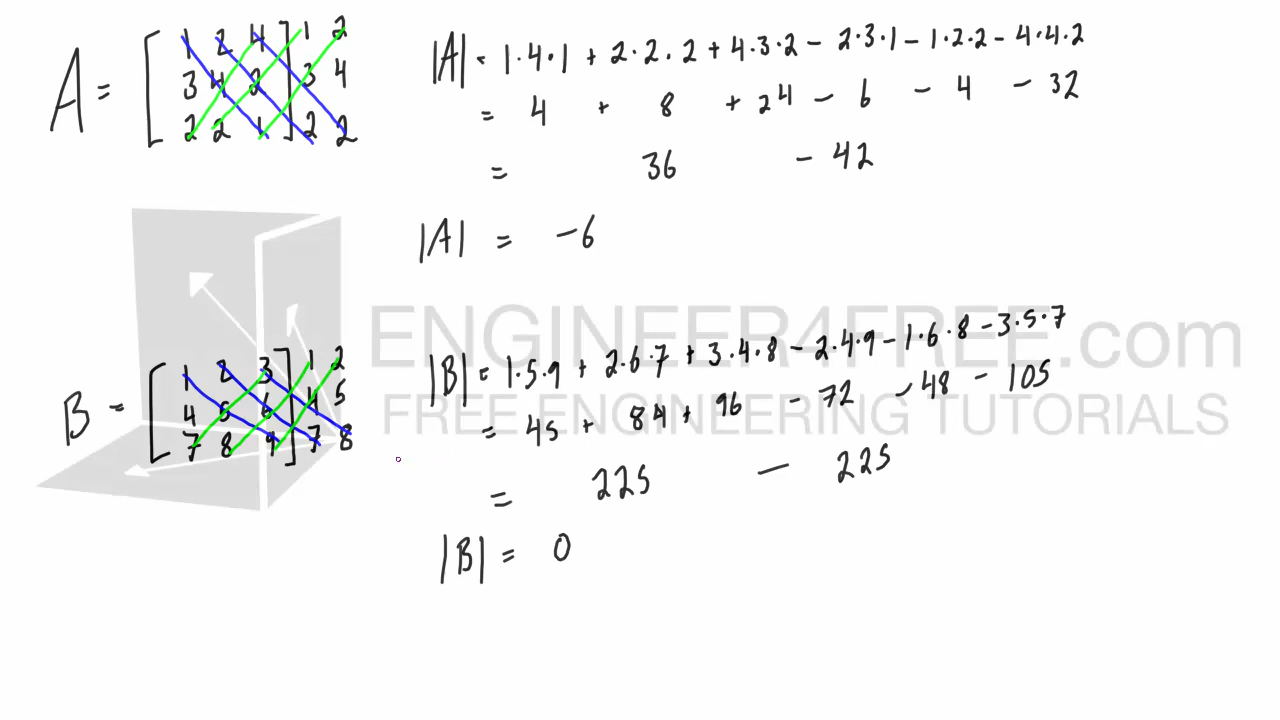 A = [ 1 2 4 ] 1 2
3 4 2 3 4
2 2 1 2 2
|A| = 1·4·1 + 2·2·2 + 4·3·2 - 2·3·1 - 1·2·2 - 4·4·2
= 4 + 8 + 24 - 6 - 4 - 32
= 36 - 42
|A| = -6
ENGINEER4FREE.com
FREE ENGINEERING TUTORIALS
B = [ 1 2 3 ] 1 2
4 5 6 4 5
7 8 9 7 8
|B| = 1·5·9 + 2·6·7 + 3·4·8 - 2·4·9 - 1·6·8 - 3·5·7
= 45 + 84 + 96 - 72 - 48 - 105
= 225 - 225
|B| = 0